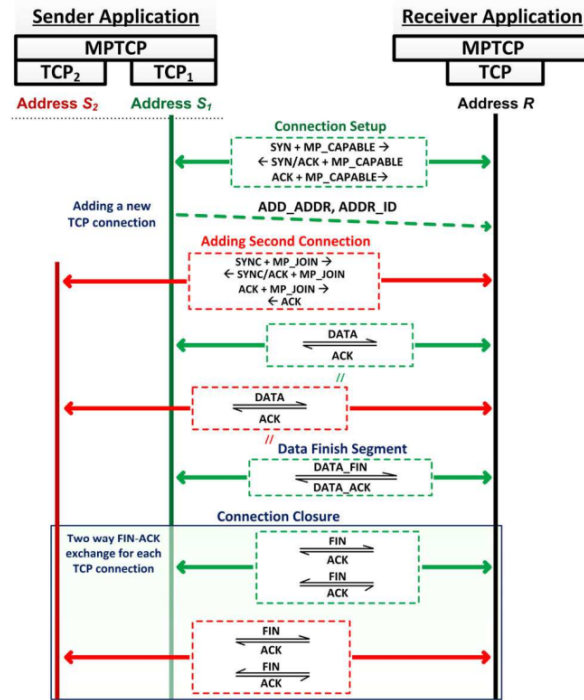 Sender Application
Receiver Application
MPTCP
MPTCP
TCP2
TCP1
TCP
Address S2
Address S1
Address R
Connection Setup
SYN + MP_CAPABLE →
← SYN/ACK + MP_CAPABLE
ACK + MP_CAPABLE→
Adding a new
TCP connection
ADD_ADDR, ADDR_ID
Adding Second Connection
SYNC + MP_JOIN →
← SYNC/ACK + MP_JOIN
ACK + MP_JOIN →
← ACK
DATA
ACK
//
DATA
ACK
//
Data Finish Segment
DATA_FIN
DATA_ACK
Connection Closure
Two way FIN-ACK
exchange for each
TCP connection
FIN
ACK
FIN
ACK
FIN
ACK
FIN
ACK